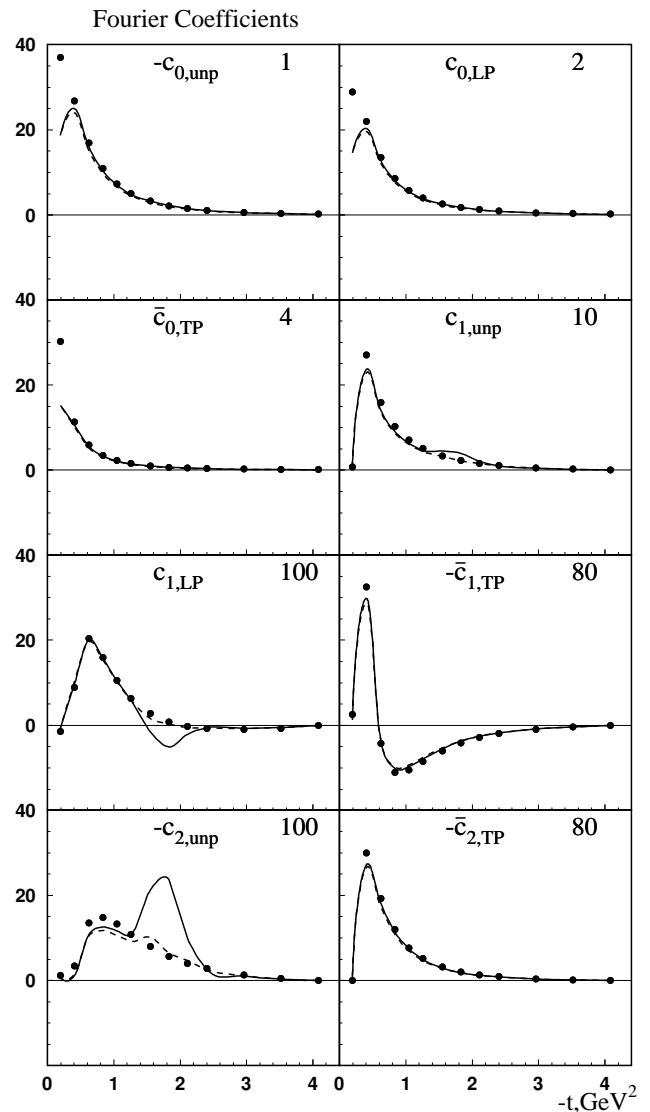 Fourier Coefficients
40
-c0,unp 1
c0,LP 2
20
0
40
c̄0,TP 4
c1,unp 10
20
0
40
c1,LP 100
-c̄1,TP 80
20
0
40
-c2,unp 100
-c̄2,TP 80
20
0
0 1 2 3 4 0 1 2 3 4
-t,GeV²